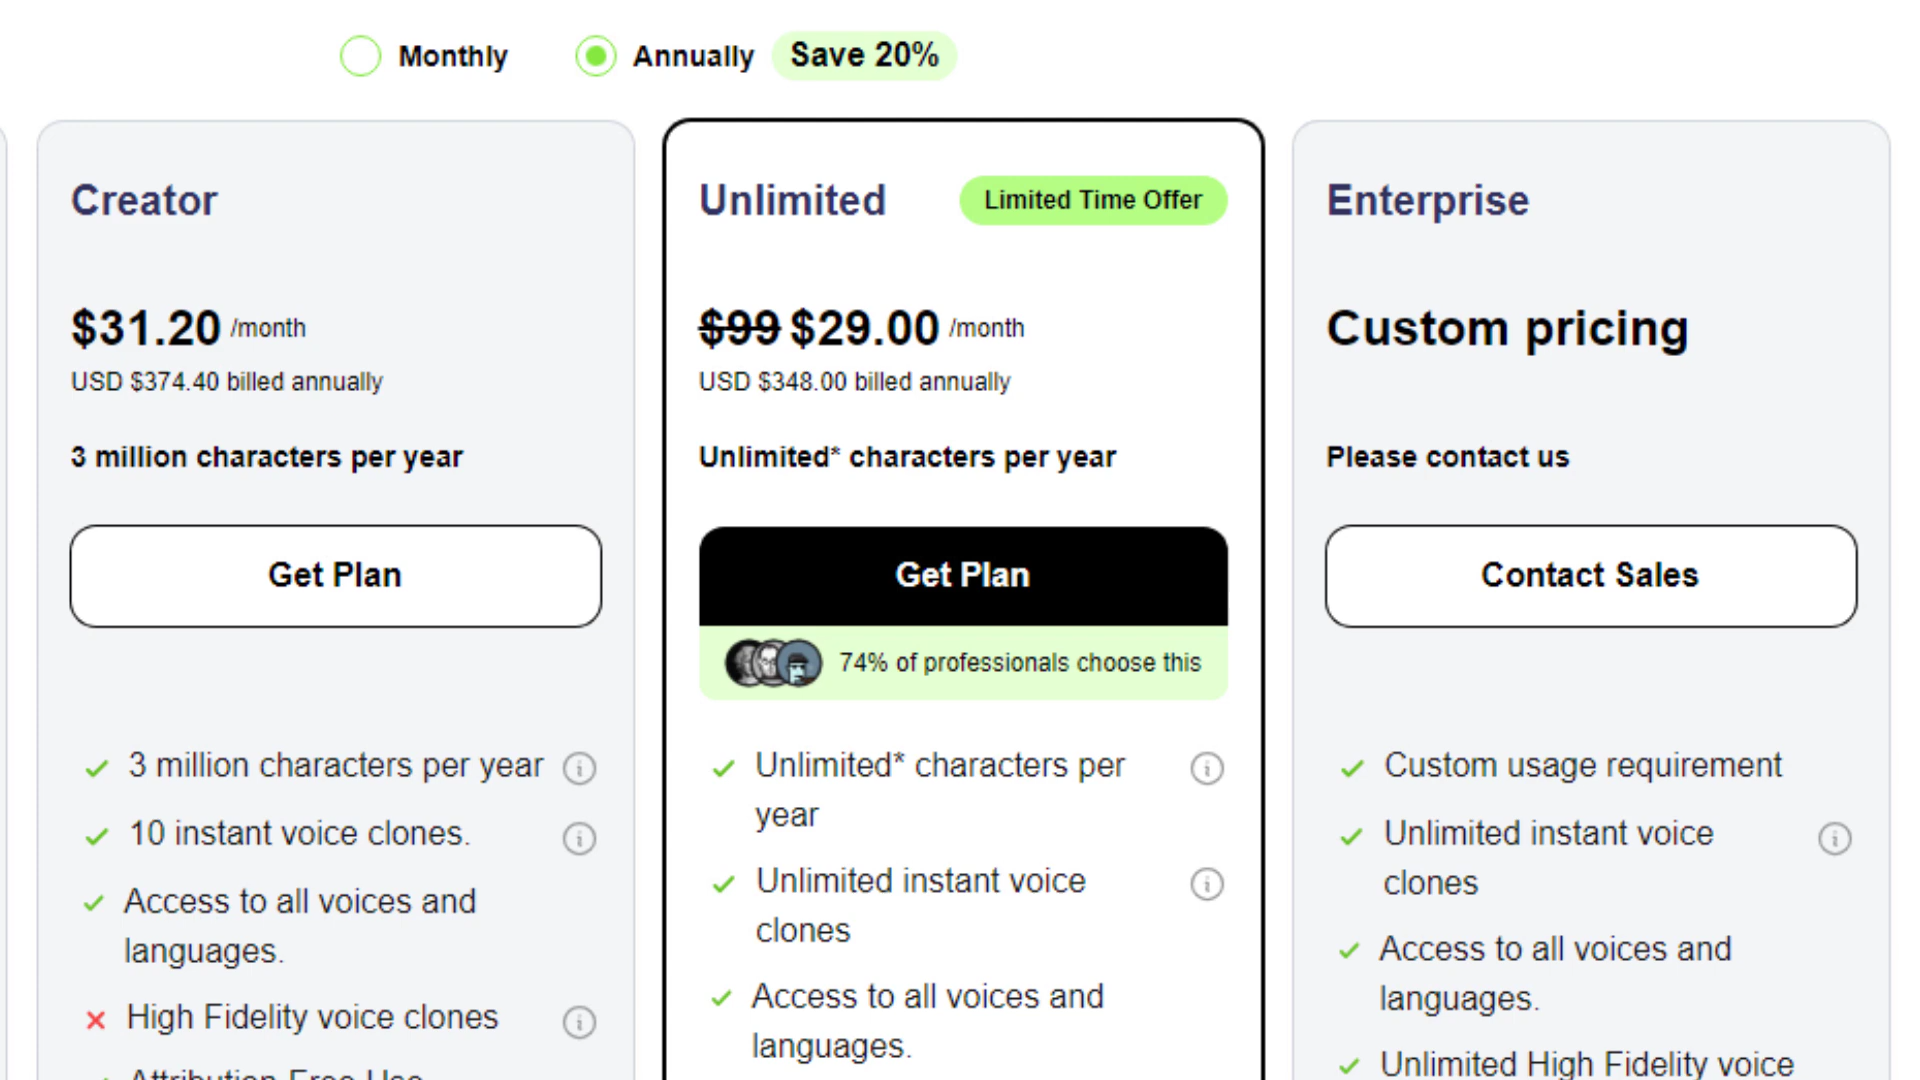 Monthly Annually Save 20%
Creator
$31.20 /month
USD $374.40 billed annually
3 million characters per year
Get Plan
3 million characters per year
10 instant voice clones.
Access to all voices and
languages.
High Fidelity voice clones
Attribution Free Use
Unlimited Limited Time Offer
$99 $29.00 /month
USD $348.00 billed annually
Unlimited* characters per year
Get Plan
74% of professionals choose this
Unlimited* characters per
year
Unlimited instant voice
clones
Access to all voices and
languages.
Enterprise
Custom pricing
Please contact us
Contact Sales
Custom usage requirement
Unlimited instant voice
clones
Access to all voices and
languages.
Unlimited High Fidelity voice